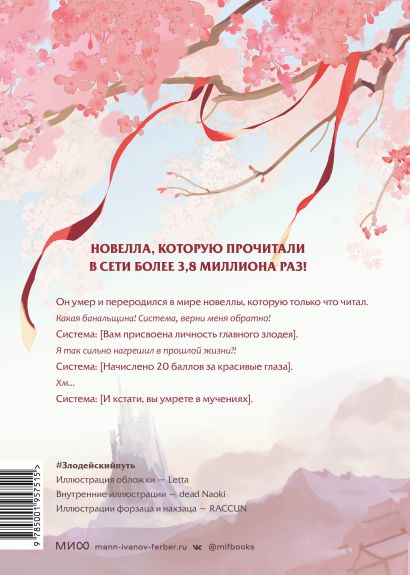 НОВЕЛЛА, КОТОРУЮ ПРОЧИТАЛИ
В СЕТИ БОЛЕЕ 3,8 МИЛЛИОНА РАЗ!
Он умер и переродился в мире новеллы, которую только что читал.
Какая банальщина! Система, верни меня обратно!
Система: [Вам присвоена личность главного злодея].
Я так сильно нагрешил в прошлой жизни?!
Система: [Начислено 20 баллов за красивые глаза].
Хм...
Система: [И кстати, вы умрете в мучениях].
#Злодейскийпуть
Иллюстрация обложки — Letta
Внутренние иллюстрации — dead Naoki
Иллюстрации форзаца и нахзаца — RACCUN
9 785001 957515 >
МИФ mann-ivanov-ferber.ru @mifbooks